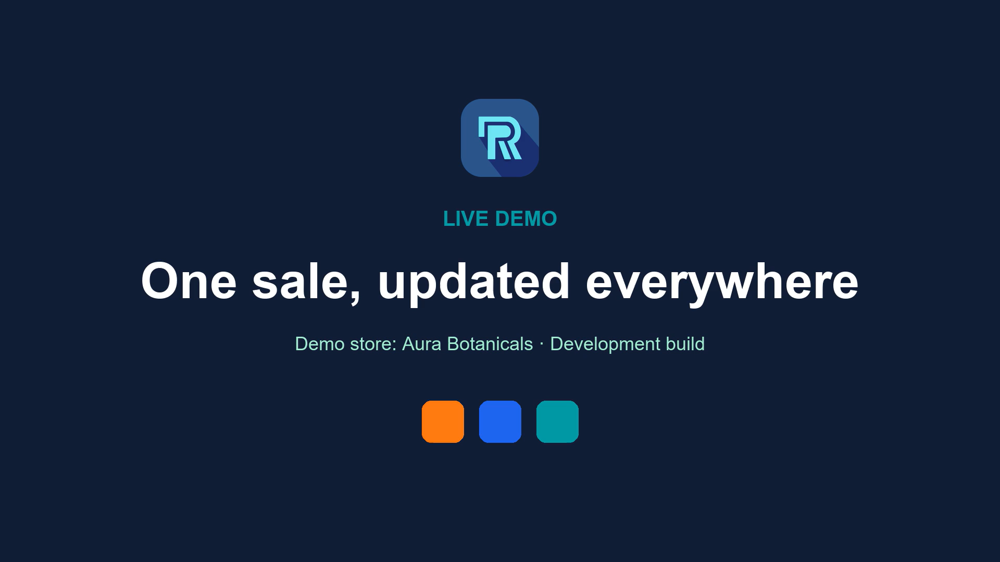 R
LIVE DEMO
One sale, updated everywhere
Demo store: Aura Botanicals · Development build